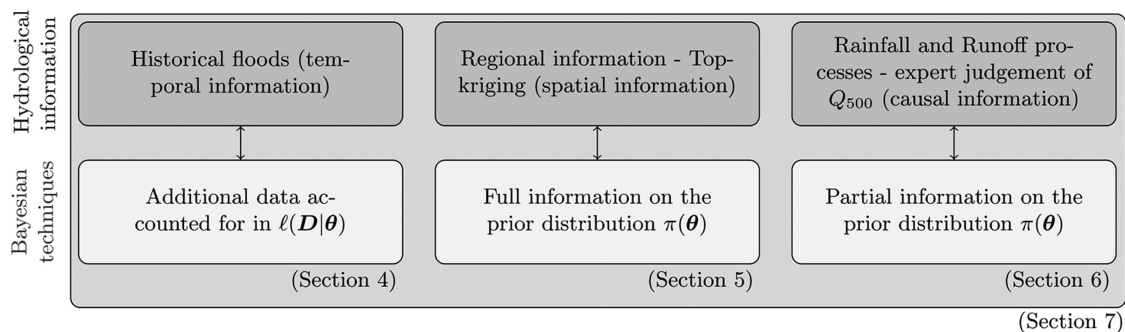 Hydrological
information
Historical floods (tem-
poral information)
Regional information - Top-
kriging (spatial information)
Rainfall and Runoff pro-
cesses - expert judgement of
Q₅₀₀ (causal information)
Bayesian
techniques
Additional data ac-
counted for in ℓ(D|θ)
Full information on the
prior distribution π(θ)
Partial information on the
prior distribution π(θ)
(Section 4)
(Section 5)
(Section 6)
(Section 7)